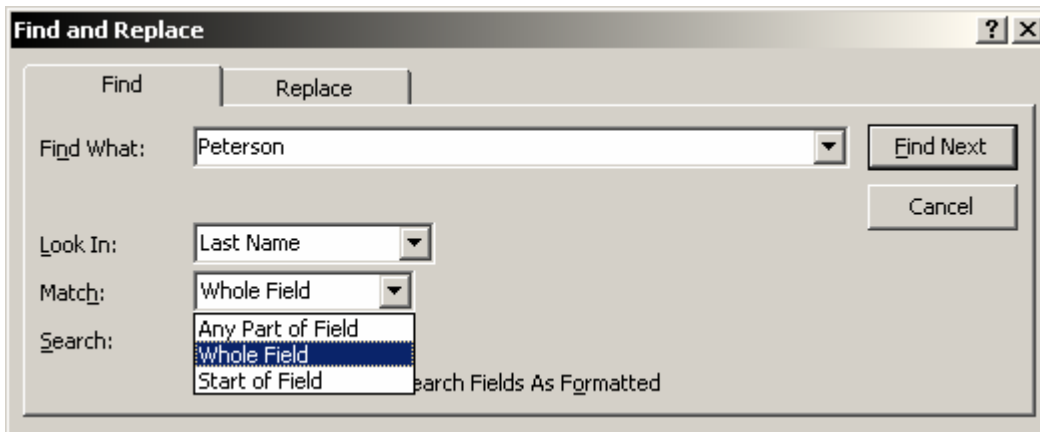 Find and Replace
Find
Replace
Find What:
Peterson
Find Next
Cancel
Look In:
Last Name
Match:
Whole Field
Any Part of Field
Search:
Whole Field
Start of Field
earch Fields As Formatted